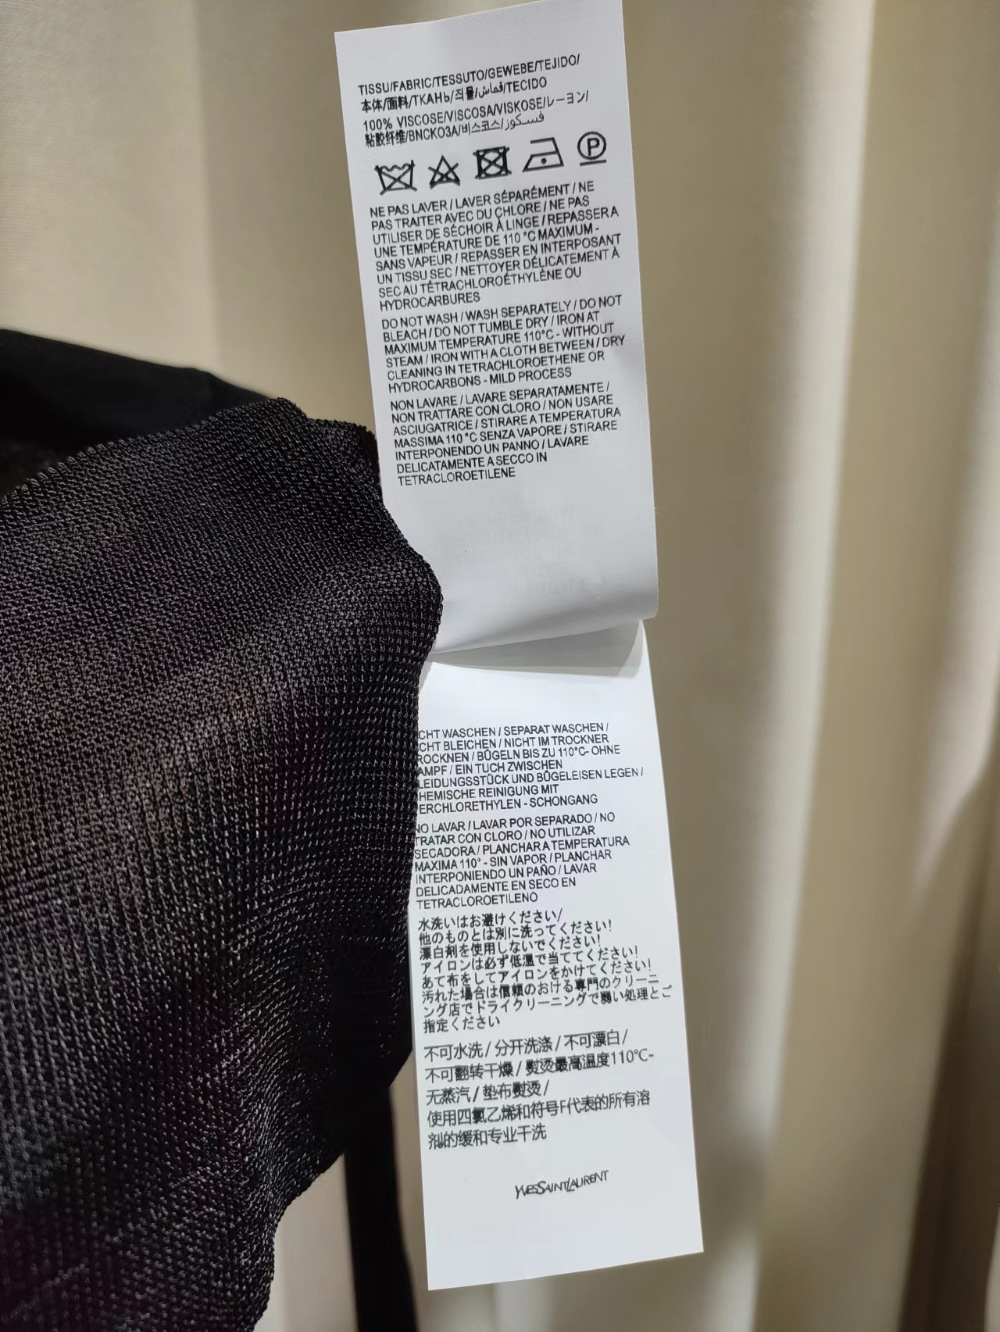 TISSU/FABRIC/TESSUTO/GEWEBE/TEJIDO/
本体/面料/TKAHb/직물/قماش/TECIDO
100% VISCOSE/VISCOSA/VISKOSE/レーヨン/
粘胶纤维/BNCKO3A/비스코스/فسكوز
P
NE PAS LAVER / LAVER SÉPARÉMENT / NE
PAS TRAITER AVEC DU CHLORE / NE PAS
UTILISER DE SÉCHOIR À LINGE / REPASSER A
UNE TEMPÉRATURE DE 110 °C MAXIMUM -
SANS VAPEUR / REPASSER EN INTERPOSANT
UN TISSU SEC / NETTOYER DÉLICATEMENT À
SEC AU TÉTRACHLOROÉTHYLÈNE OU
HYDROCARBURES
DO NOT WASH / WASH SEPARATELY / DO NOT
BLEACH / DO NOT TUMBLE DRY / IRON AT
MAXIMUM TEMPERATURE 110°C - WITHOUT
STEAM / IRON WITH A CLOTH BETWEEN / DRY
CLEANING IN TETRACHLOROETHENE OR
HYDROCARBONS - MILD PROCESS
NON LAVARE / LAVARE SEPARATAMENTE /
NON TRATTARE CON CLORO / NON USARE
ASCIUGATRICE / STIRARE A TEMPERATURA
MASSIMA 110 °C SENZA VAPORE / STIRARE
INTERPONENDO UN PANNO / LAVARE
DELICATAMENTE A SECCO IN
TETRACLOROETILENE
CHT WASCHEN / SEPARAT WASCHEN /
CHT BLEICHEN / NICHT IM TROCKNER
ROCKNEN / BÜGELN BIS ZU 110°C- OHNE
AMPF / EIN TUCH ZWISCHEN
LEIDUNGSSTÜCK UND BÜGELEISEN LEGEN /
HEMISCHE REINIGUNG MIT
ERCHLORETHYLEN - SCHONGANG
NO LAVAR / LAVAR POR SEPARADO / NO
TRATAR CON CLORO / NO UTILIZAR
SECADORA / PLANCHAR A TEMPERATURA
MAXIMA 110° - SIN VAPOR / PLANCHAR
INTERPONIENDO UN PAÑO / LAVAR
DELICADAMENTE EN SECO EN
TETRACLOROETILENO
水洗いはお避けください/
他のものとは別に洗ってください!
漂白剤を使用しないでください!
アイロンは必ず低温で当ててください!
あて布をしてアイロンをかけてください!
汚れた場合は信頼のおける専門のクリーニ
ング店でドライクリーニングで弱い処理とご
指定ください
不可水洗 / 分开洗涤 / 不可漂白 /
不可翻转干燥 / 熨烫最高温度110℃-
无蒸汽 / 垫布熨烫 /
使用四氯乙烯和符号F代表的所有溶
剂的缓和专业干洗
YVESSAINTLAURENT